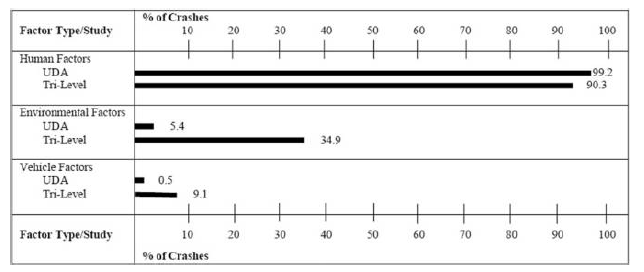 % of Crashes
Factor Type/Study 10 20 30 40 50 60 70 80 90 100
Human Factors
UDA 99.2
Tri-Level 90.3
Environmental Factors
UDA 5.4
Tri-Level 34.9
Vehicle Factors
UDA 0.5
Tri-Level 9.1
Factor Type/Study 10 20 30 40 50 60 70 80 90 100
% of Crashes